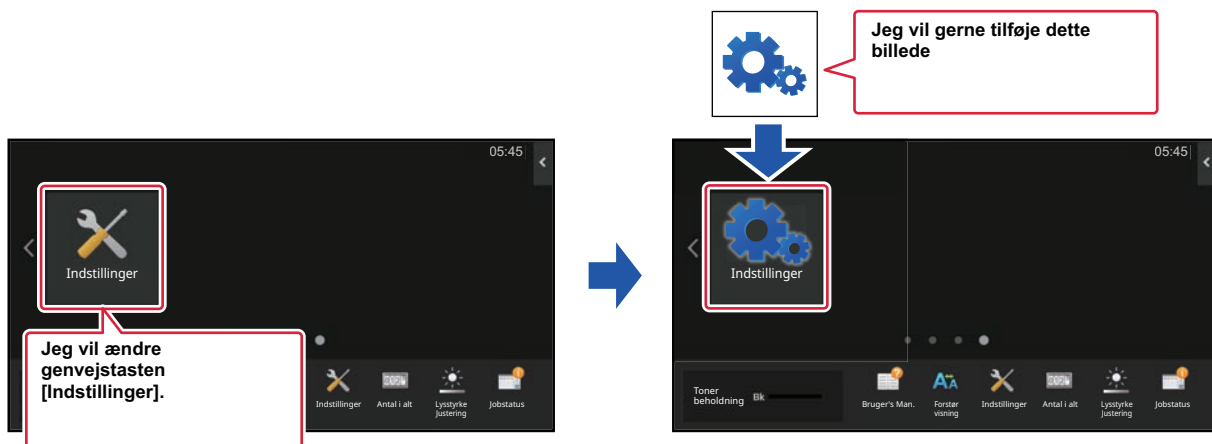 Jeg vil gerne tilføje dette
billede
05:45
Indstillinger
Jeg vil ændre
genvejstasten
[Indstillinger].
Indstillinger
Antal i alt
Lysstyrke
Justering
Jobstatus
05:45
Indstillinger
Toner
beholdning
Bk
Bruger's Man.
Forstør
visning
Indstillinger
Antal i alt
Lysstyrke
Justering
Jobstatus